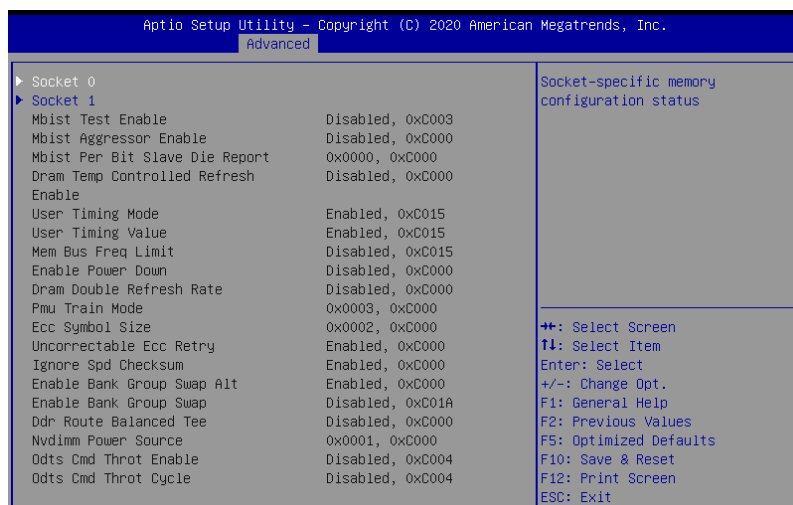 Aptio Setup Utility – Copyright (C) 2020 American Megatrends, Inc.
Advanced
Socket 0
Socket 1
Mbist Test Enable Disabled, 0xC003
Mbist Aggressor Enable Disabled, 0xC000
Mbist Per Bit Slave Die Report 0x0000, 0xC000
Dram Temp Controlled Refresh Disabled, 0xC000
Enable
User Timing Mode Enabled, 0xC015
User Timing Value Enabled, 0xC015
Mem Bus Freq Limit Disabled, 0xC015
Enable Power Down Disabled, 0xC000
Dram Double Refresh Rate Disabled, 0xC000
Pmu Train Mode 0x0003, 0xC000
Ecc Symbol Size 0x0002, 0xC000
Uncorrectable Ecc Retry Enabled, 0xC000
Ignore Spd Checksum Enabled, 0xC000
Enable Bank Group Swap Alt Enabled, 0xC000
Enable Bank Group Swap Disabled, 0xC01A
Ddr Route Balanced Tee Disabled, 0xC000
Nvdimm Power Source 0x0001, 0xC000
Odts Cmd Throt Enable Disabled, 0xC004
Odts Cmd Throt Cycle Disabled, 0xC004
Socket-specific memory
configuration status
→←: Select Screen
↑↓: Select Item
Enter: Select
+/-: Change Opt.
F1: General Help
F2: Previous Values
F5: Optimized Defaults
F10: Save & Reset
F12: Print Screen
ESC: Exit